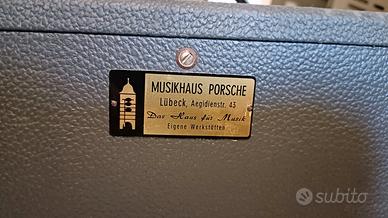 MUSIKHAUS PORSCHE
Lübeck, Aegidienstr. 43
Das Haus für Musik
Eigene Werkstätten
subito